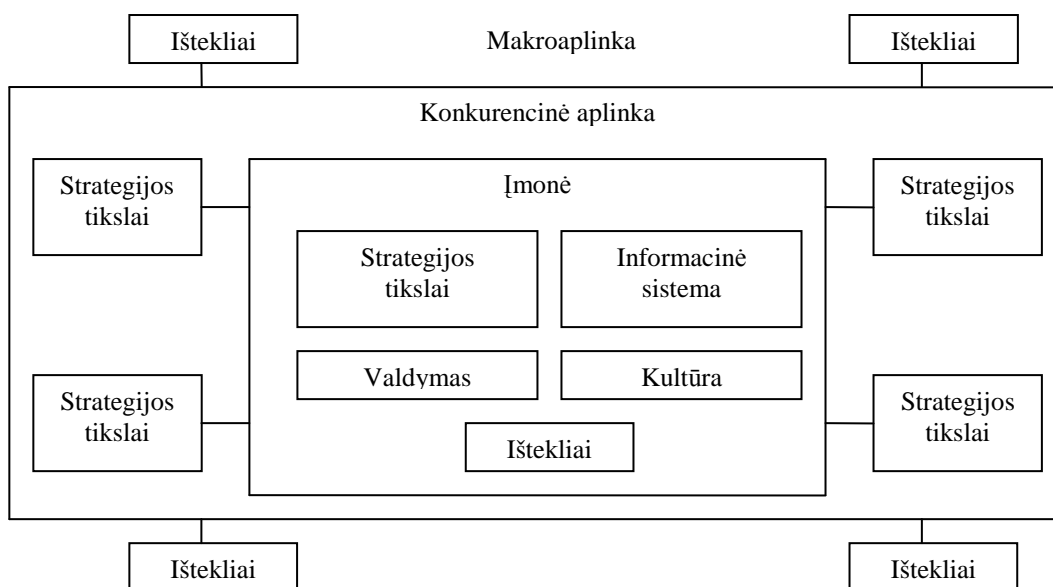 Ištekliai
Makroaplinka
Ištekliai
Konkurencinė aplinka
Strategijos
tikslai
Įmonė
Strategijos
tikslai
Strategijos
tikslai
Informacinė
sistema
Valdymas
Kultūra
Strategijos
tikslai
Strategijos
tikslai
Ištekliai
Ištekliai
Ištekliai